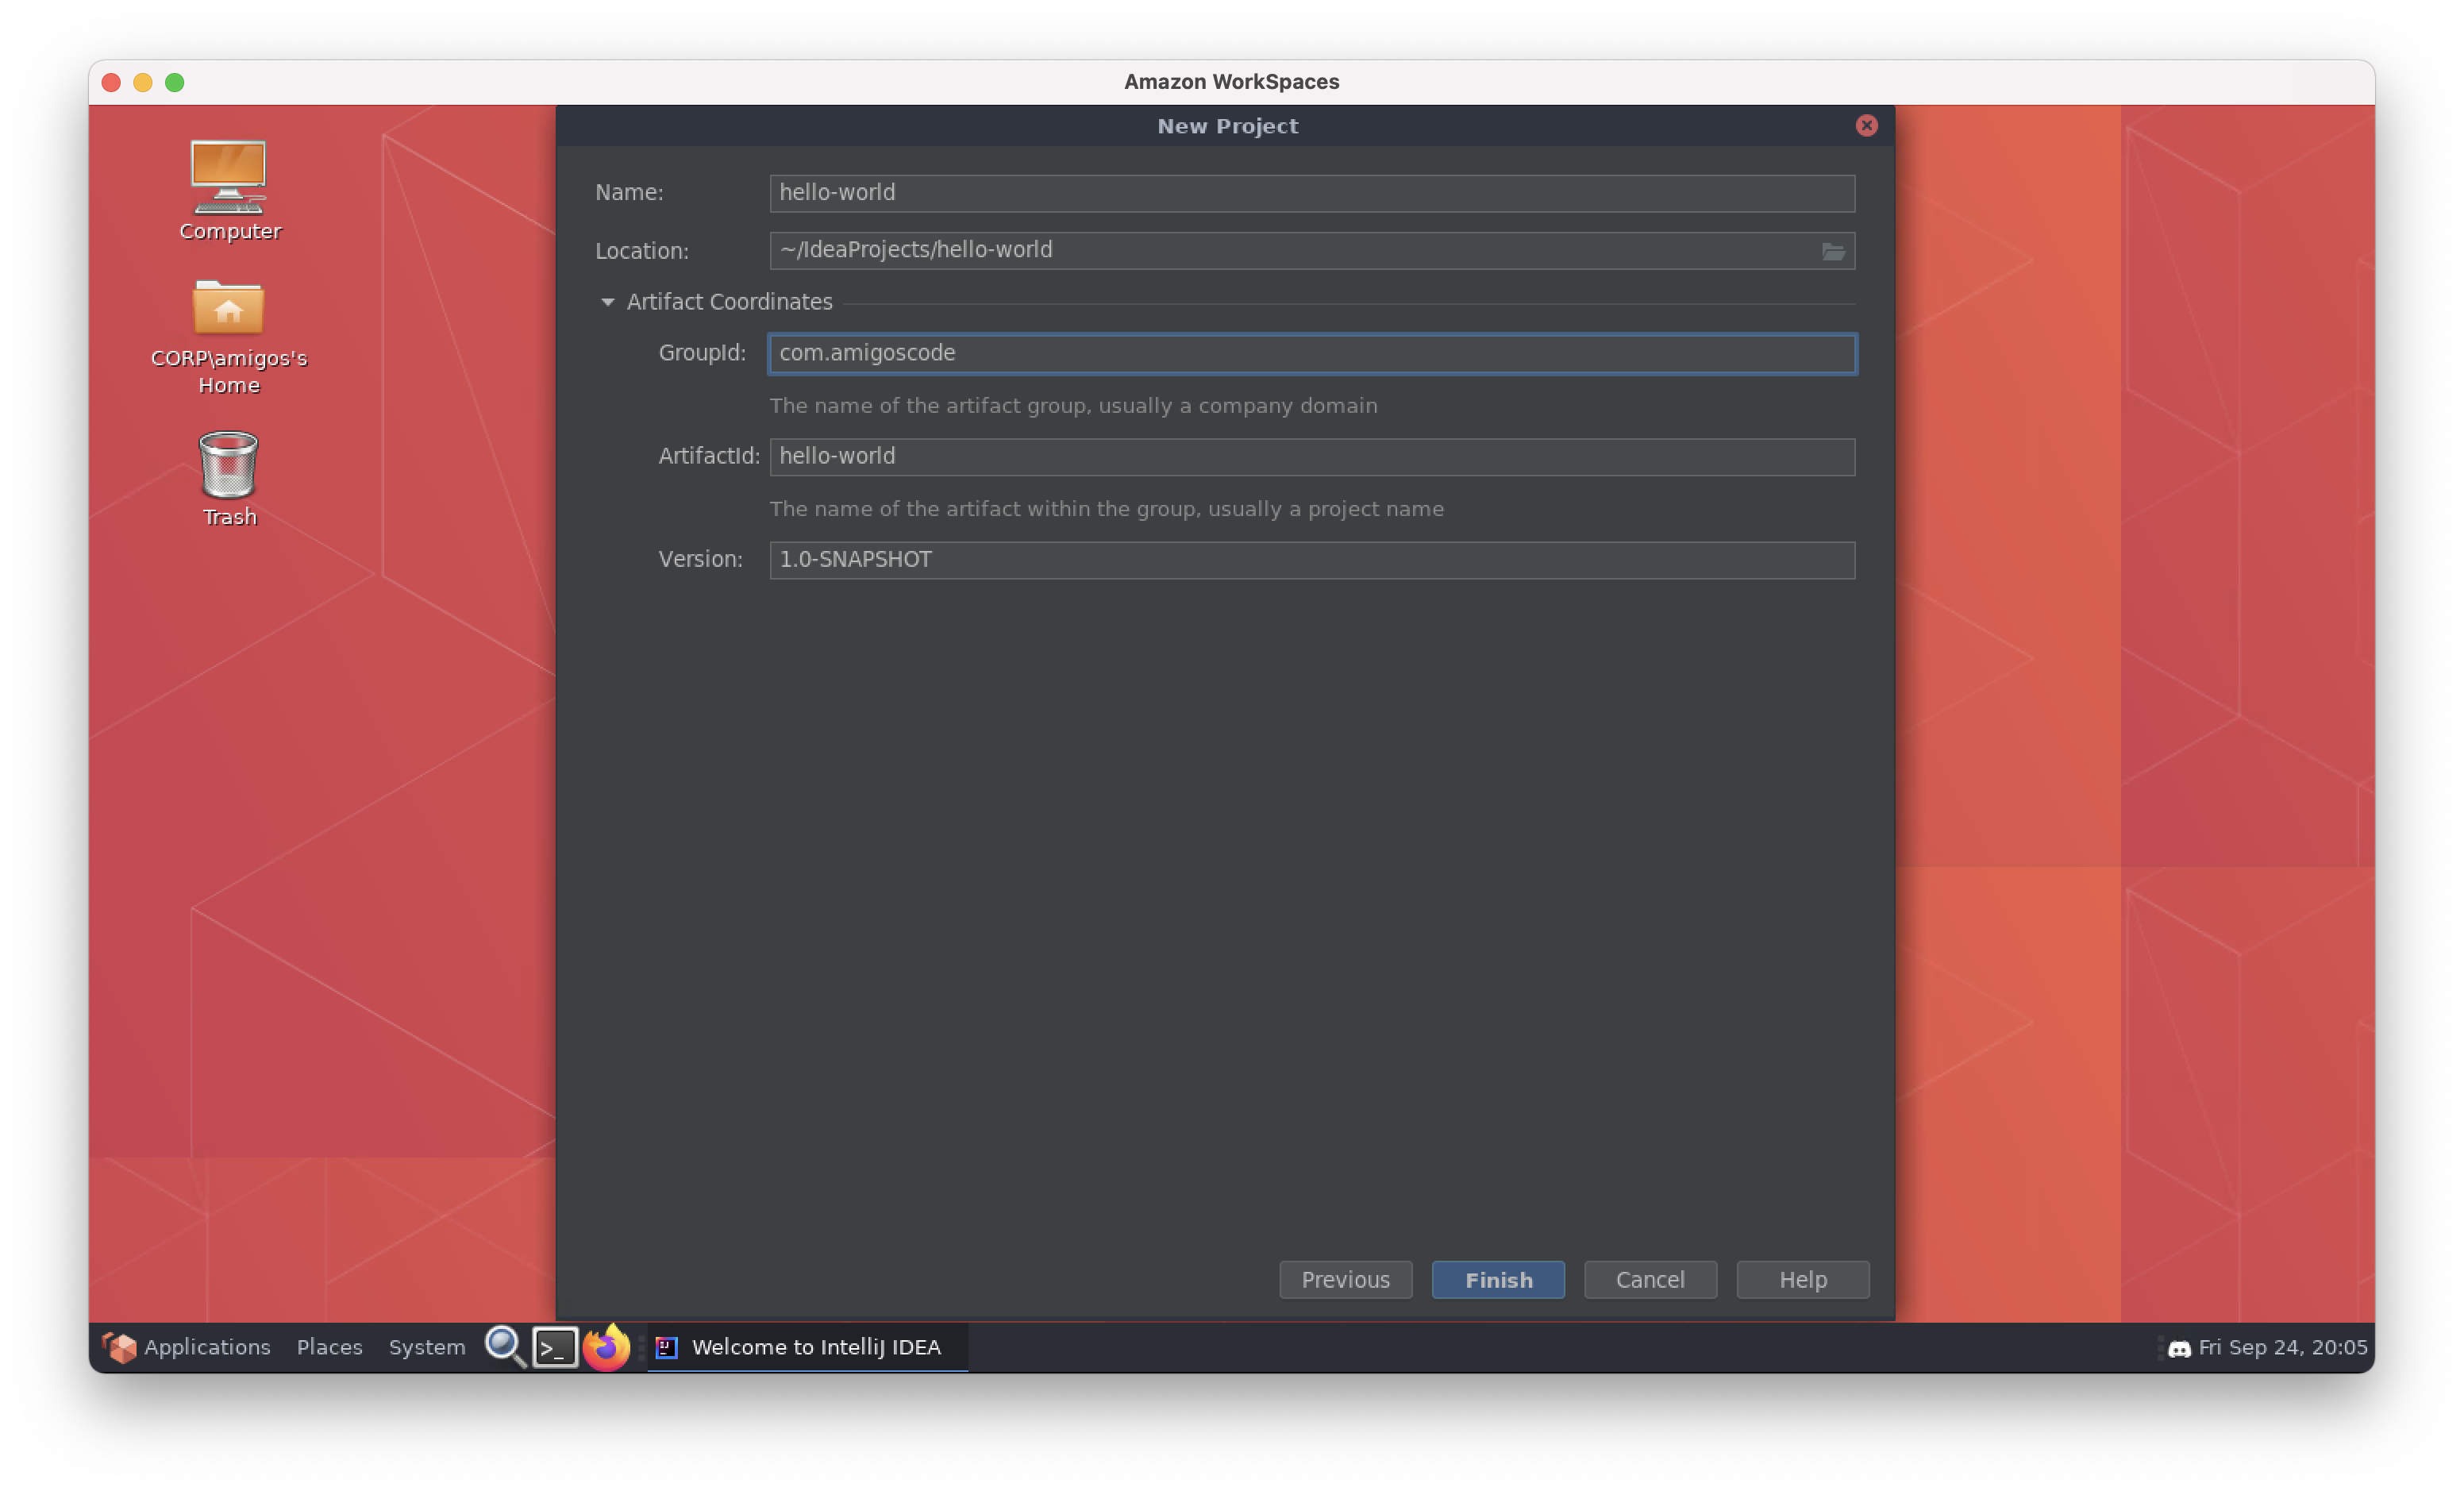 Amazon WorkSpaces
New Project
Computer
CORP\amigos's
Home
Trash
Name: hello-world
Location: ~/IdeaProjects/hello-world
Artifact Coordinates
GroupId: com.amigoscode
The name of the artifact group, usually a company domain
ArtifactId: hello-world
The name of the artifact within the group, usually a project name
Version: 1.0-SNAPSHOT
Previous Finish Cancel Help
Applications Places System >_ IJ Welcome to IntelliJ IDEA Fri Sep 24, 20:05